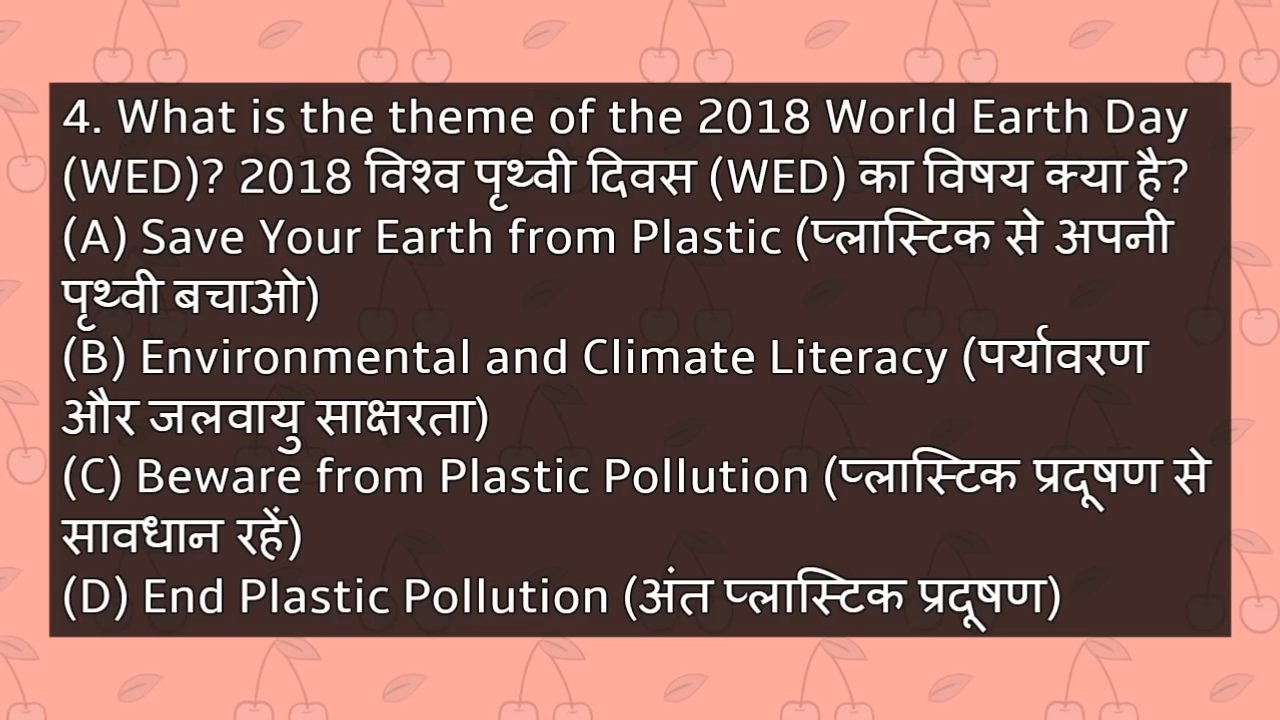 4. What is the theme of the 2018 World Earth Day
(WED)? 2018 विश्व पृथ्वी दिवस (WED) का विषय क्या है?
(A) Save Your Earth from Plastic (प्लास्टिक से अपनी
पृथ्वी बचाओ)
(B) Environmental and Climate Literacy (पर्यावरण
और जलवायु साक्षरता)
(C) Beware from Plastic Pollution (प्लास्टिक प्रदूषण से
सावधान रहें)
(D) End Plastic Pollution (अंत प्लास्टिक प्रदूषण)